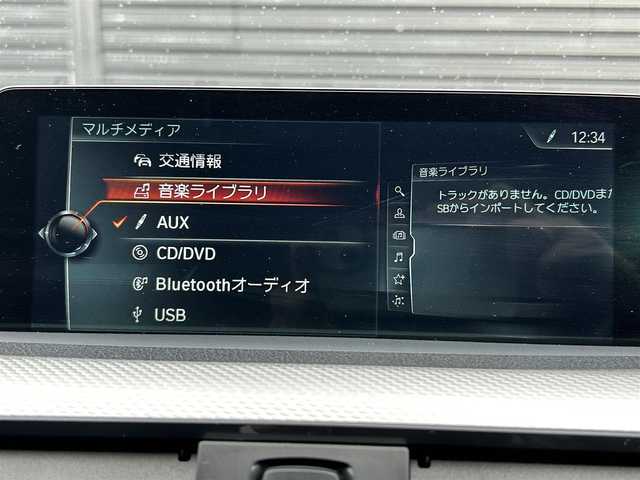 マルチメディア
12:34
交通情報
音楽ライブラリ
AUX
CD/DVD
Bluetoothオーディオ
USB
音楽ライブラリ
トラックがありません。CD/DVDまた
SBからインポートしてください。